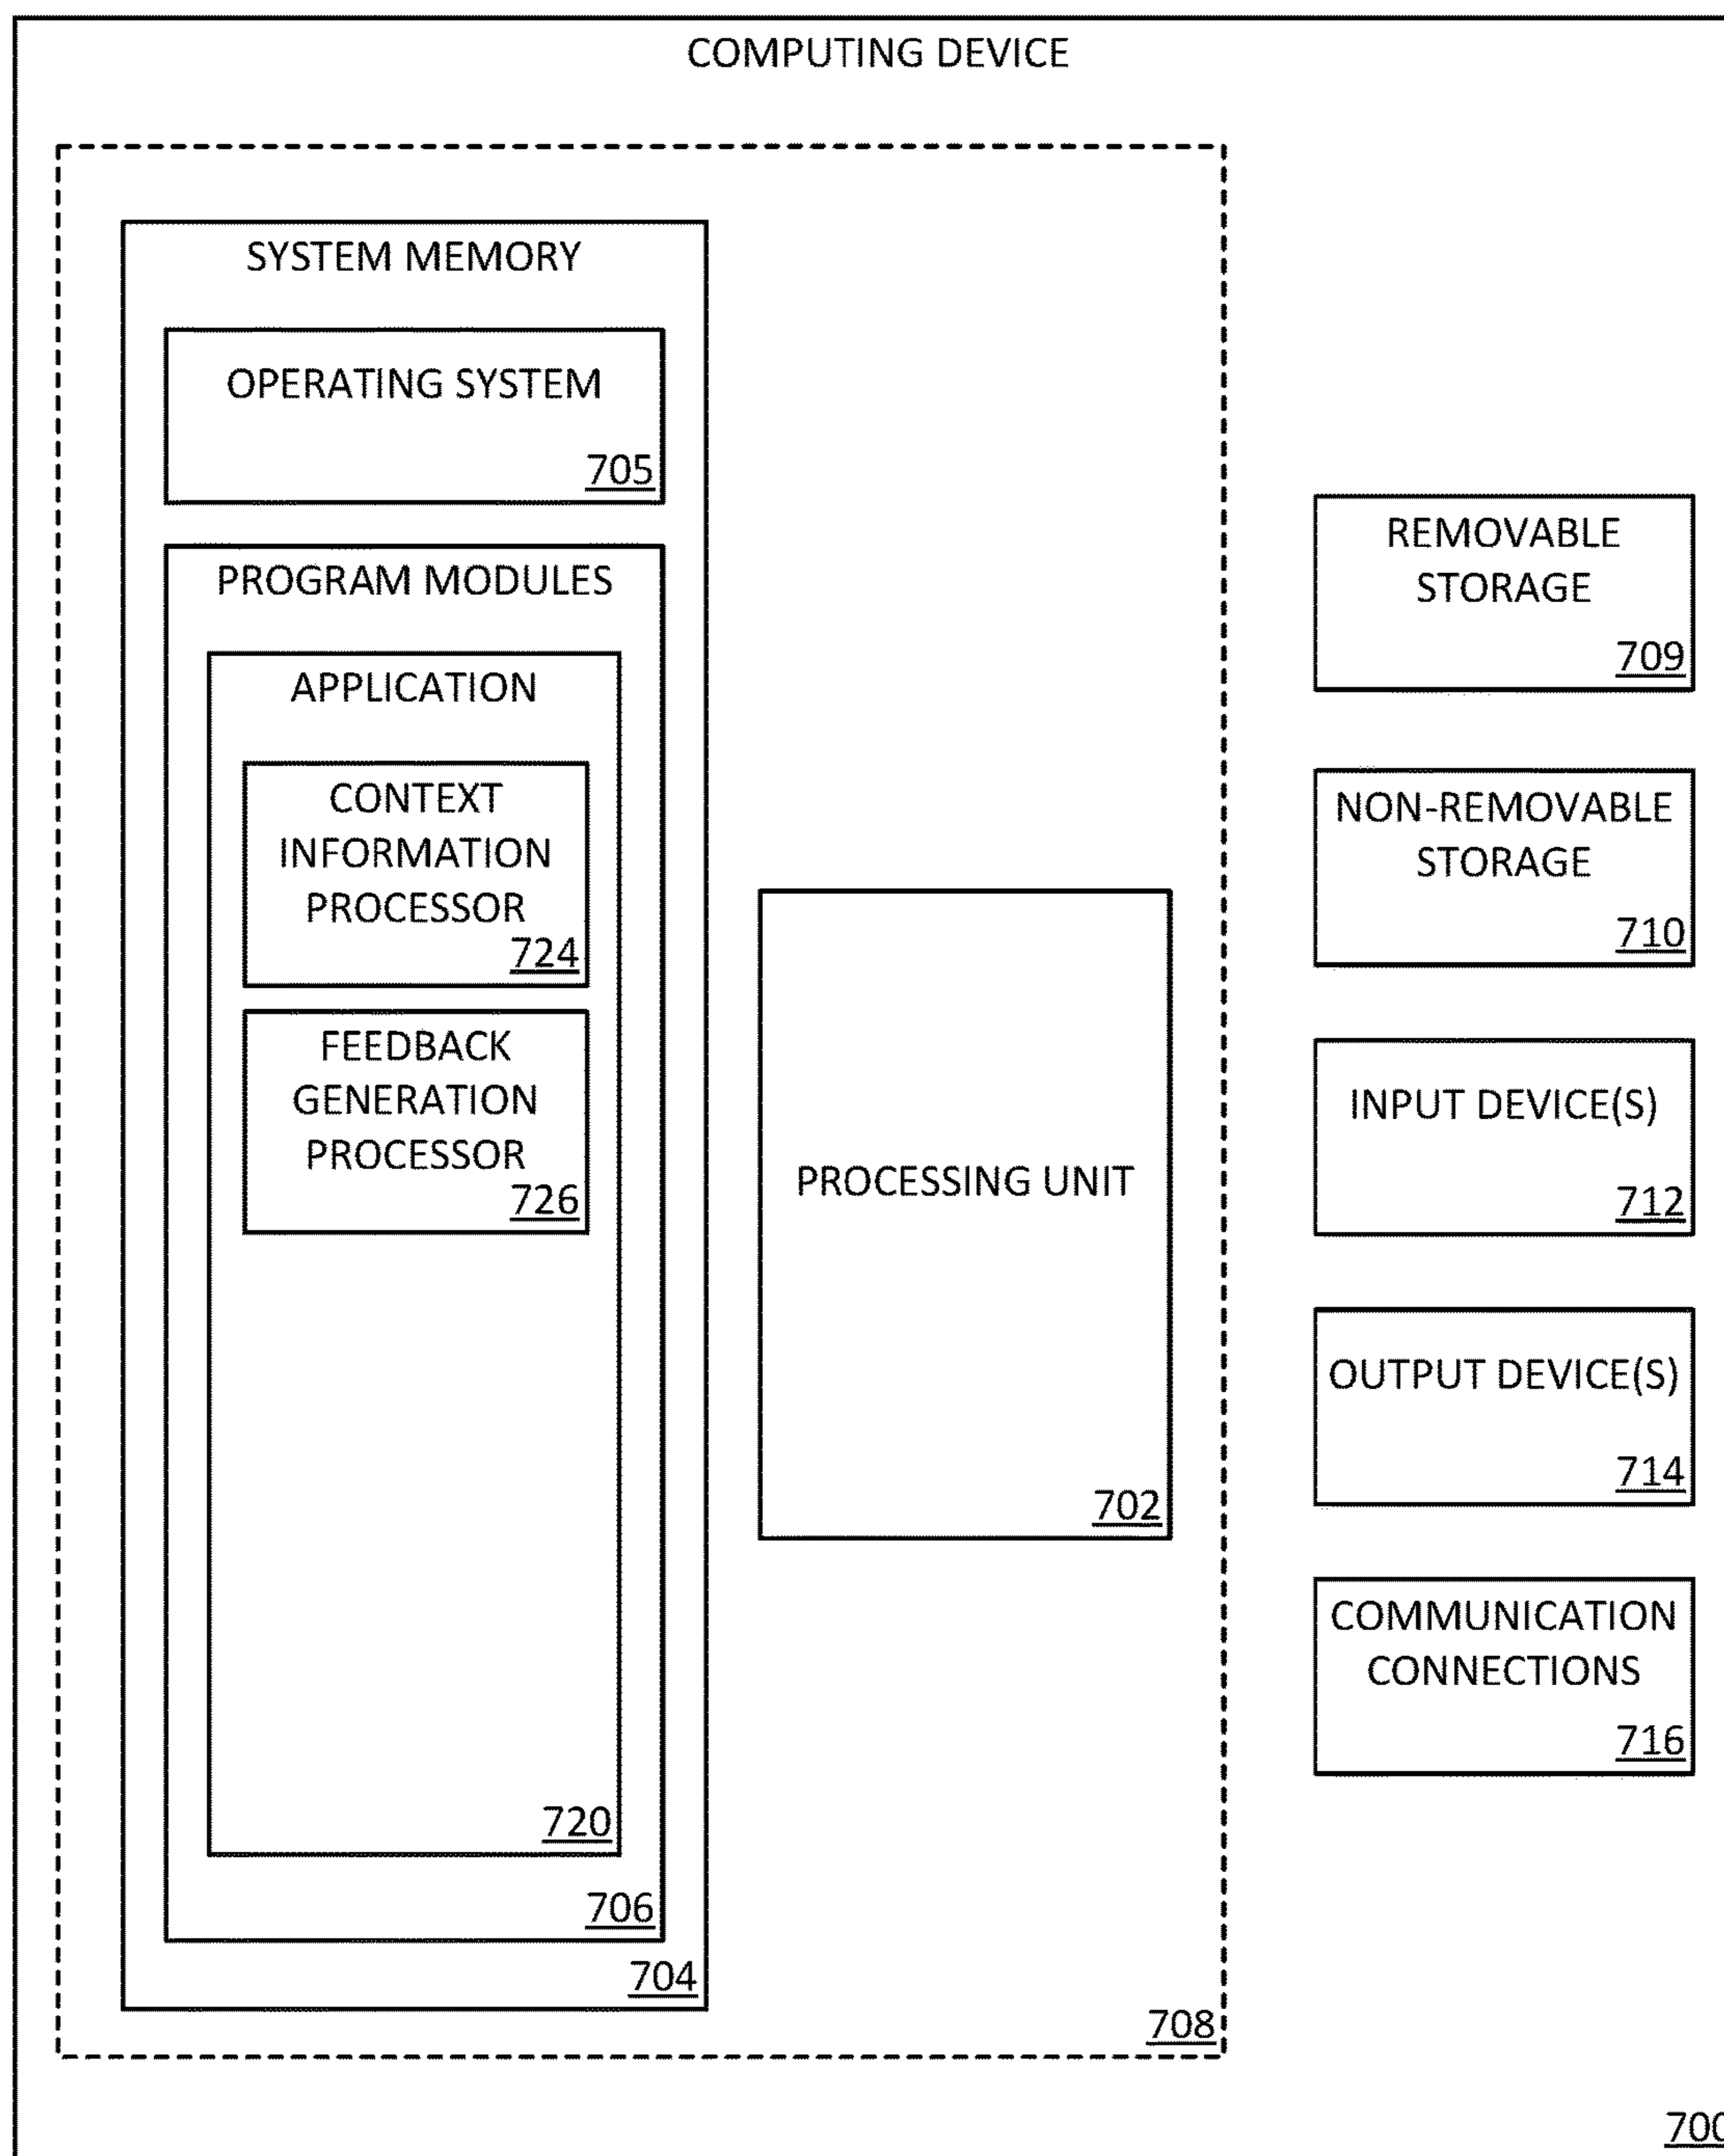 COMPUTING DEVICE
SYSTEM MEMORY
OPERATING SYSTEM
705
PROGRAM MODULES
APPLICATION
CONTEXT
INFORMATION
PROCESSOR
724
FEEDBACK
GENERATION
PROCESSOR
726
720
706
704
PROCESSING UNIT
702
708
REMOVABLE
STORAGE
709
NON-REMOVABLE
STORAGE
710
INPUT DEVICE(S)
712
OUTPUT DEVICE(S)
714
COMMUNICATION
CONNECTIONS
716
700